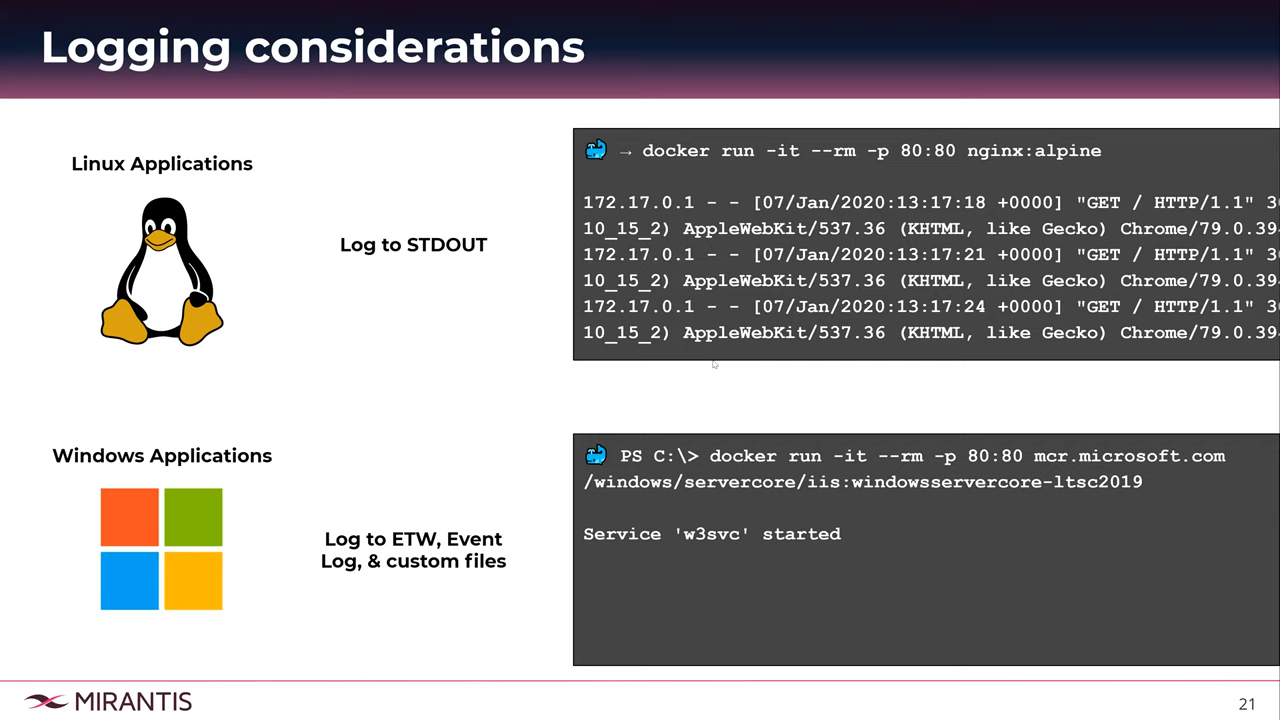 Logging considerations
Linux Applications
Log to STDOUT
→ docker run -it --rm -p 80:80 nginx:alpine
172.17.0.1 - - [07/Jan/2020:13:17:18 +0000] "GET / HTTP/1.1" 3
10_15_2) AppleWebKit/537.36 (KHTML, like Gecko) Chrome/79.0.39
172.17.0.1 - - [07/Jan/2020:13:17:21 +0000] "GET / HTTP/1.1" 3
10_15_2) AppleWebKit/537.36 (KHTML, like Gecko) Chrome/79.0.39
172.17.0.1 - - [07/Jan/2020:13:17:24 +0000] "GET / HTTP/1.1" 3
10_15_2) AppleWebKit/537.36 (KHTML, like Gecko) Chrome/79.0.39
Windows Applications
Log to ETW, Event
Log, & custom files
PS C:\> docker run -it --rm -p 80:80 mcr.microsoft.com
/windows/servercore/iis:windowsservercore-ltsc2019
Service 'w3svc' started
MIRANTIS
21